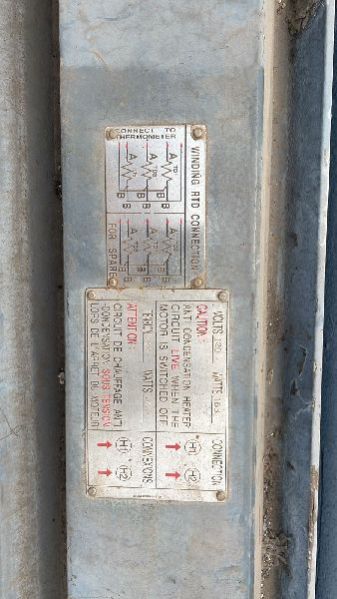 WINDING RTD CONNECTION
CONNECT TO
THERMOMETER
A A A
B B B
B B B
FOR SPARE
A A A
B B B
B B B
VOLTS WATTS
CAUTION:
ANTI CONDENSATION HEATER
CIRCUIT LIVE WHEN THE
MOTOR IS SWITCHED OFF
CONNECTION
H1 H2
TENCY. WATTS
ATTENTION:
CIRCUIT DE CHAUFFAGE ANTI
-CONDENSATION SOUS TENSION
LORS DE L'ARRET DU MOTEUR
CONNEXIONS
H1 H2